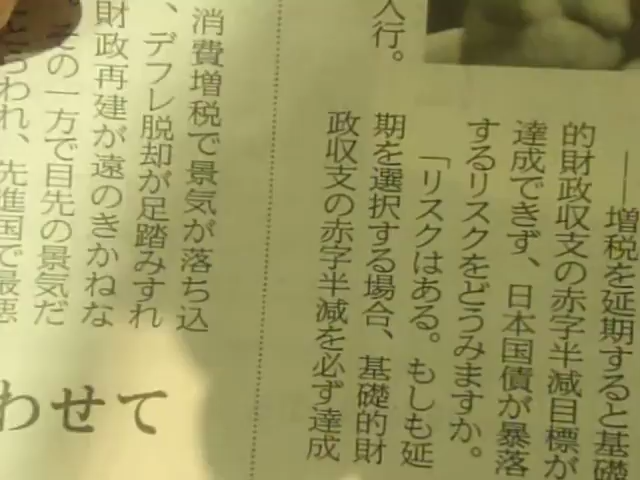 ――増税を延期すると基礎
的財政収支の赤字半減目標が
達成できず、日本国債が暴落
するリスクをどうみますか。
「リスクはある。もしも延
期を選択する場合、基礎的財
政収支の赤字半減を必ず達成
入行。
消費増税で景気が落ち込
、デフレ脱却が足踏みすれ
財政再建が遠のきかねな
。その一方で目先の景気だ
われ、先進国で最悪
わせて